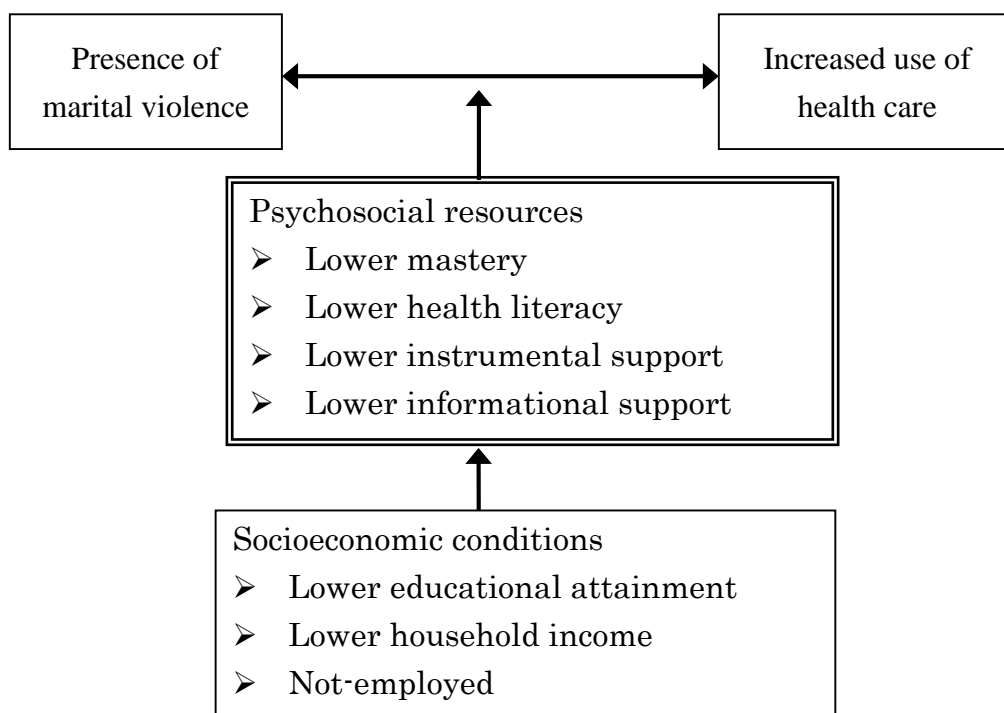 Presence of
marital violence
Increased use of
health care
Psychosocial resources
➢ Lower mastery
➢ Lower health literacy
➢ Lower instrumental support
➢ Lower informational support
Socioeconomic conditions
➢ Lower educational attainment
➢ Lower household income
➢ Not-employed